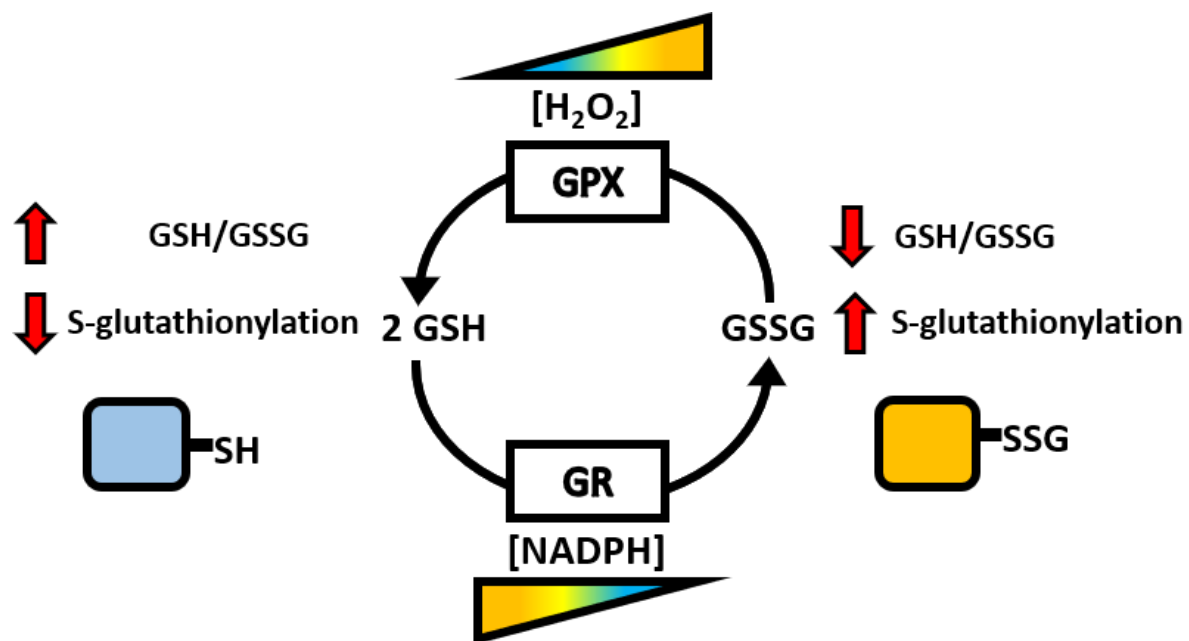 [H₂O₂]
GPX
GSH/GSSG
S-glutathionylation
2 GSH
SH
GSH/GSSG
S-glutathionylation
GSSG
SSG
GR
[NADPH]